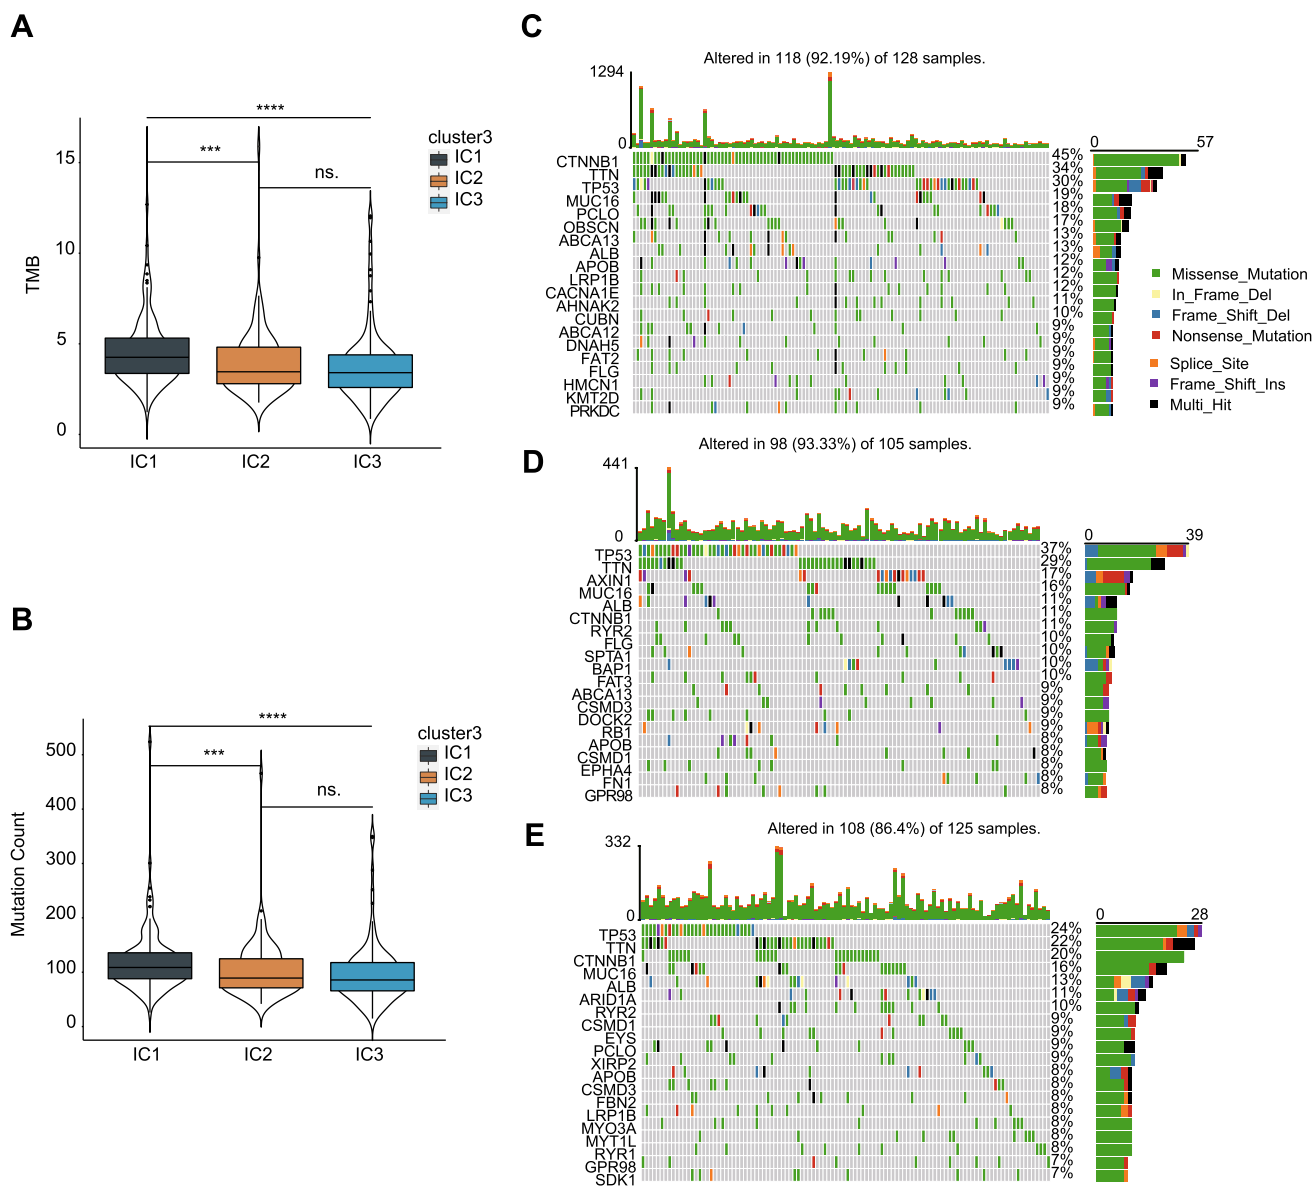 A
TMB
15
10
5
0
****
***
ns.
IC1
IC2
IC3
cluster3
IC1
IC2
IC3
B
Mutation Count
500
400
300
200
100
0
****
***
ns.
IC1
IC2
IC3
cluster3
IC1
IC2
IC3
C
Altered in 118 (92.19%) of 128 samples.
1294
0
0 57
CTNNB1 45%
TTN 34%
TP53 30%
MUC16 19%
PCLO 18%
OBSCN 17%
ABCA13 13%
ALB 13%
APOB 12%
LRP1B 12%
CACNA1E 12%
AHNAK2 11%
CUBN 10%
ABCA12 9%
DNAH5 9%
FAT2 9%
FLG 9%
HMCN1 9%
KMT2D 9%
PRKDC 9%
Missense_Mutation
In_Frame_Del
Frame_Shift_Del
Nonsense_Mutation
Splice_Site
Frame_Shift_Ins
Multi_Hit
D
Altered in 98 (93.33%) of 105 samples.
441
0
0 39
TP53 37%
TTN 29%
AXIN1 17%
MUC16 16%
ALB 11%
CTNNB1 11%
RYR2 11%
FLG 10%
SPTA1 10%
BAP1 10%
FAT3 10%
ABCA13 9%
CSMD3 9%
DOCK2 9%
RB1 9%
APOB 8%
CSMD1 8%
EPHA4 8%
FN1 8%
GPR98 8%
E
Altered in 108 (86.4%) of 125 samples.
332
0
0 28
TP53 24%
TTN 22%
CTNNB1 20%
MUC16 16%
ALB 13%
ARID1A 11%
RYR2 10%
CSMD1 9%
EYS 9%
PCLO 9%
XIRP2 9%
APOB 8%
CSMD3 8%
FBN2 8%
LRP1B 8%
MYO3A 8%
MYT1L 8%
RYR1 8%
GPR98 7%
SDK1 7%